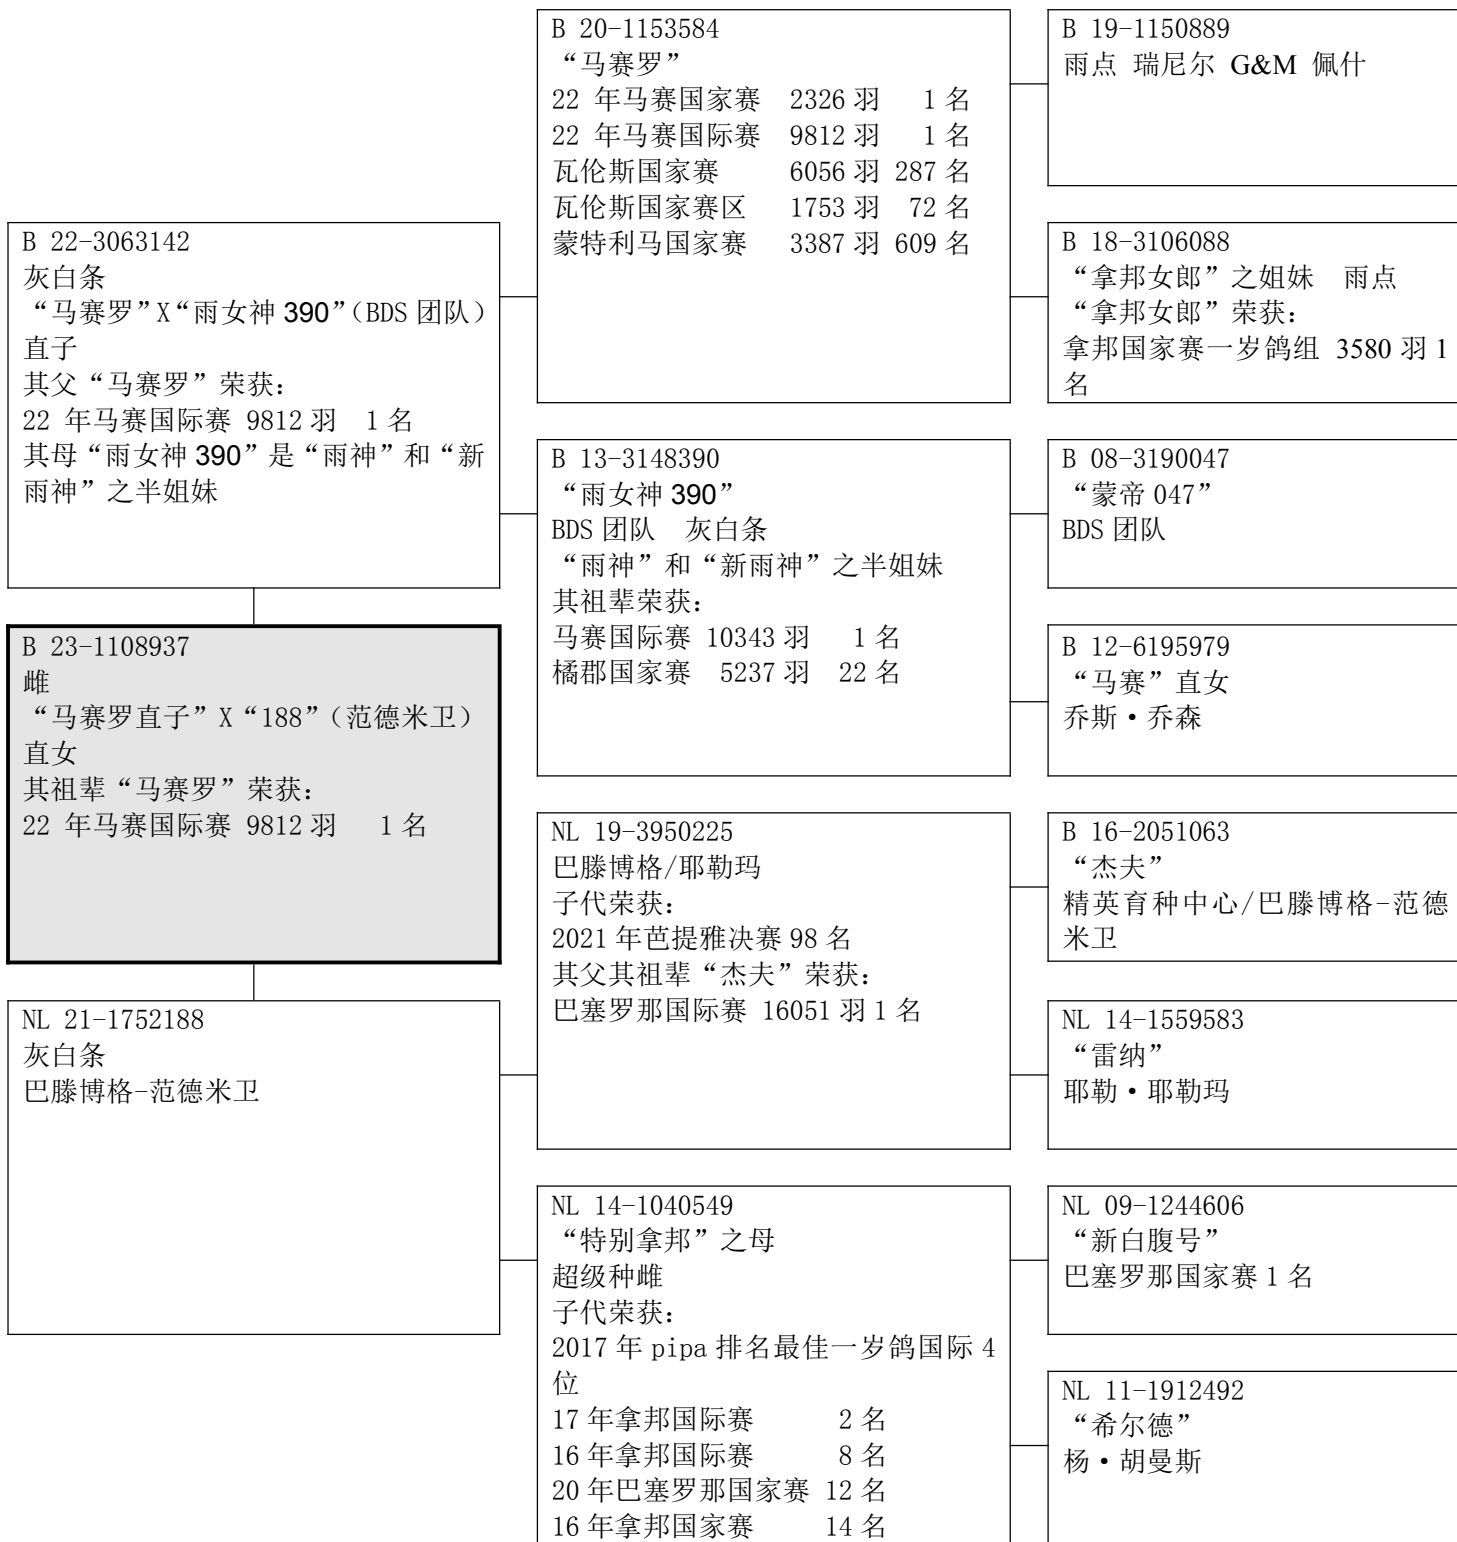 B 22-3063142
灰白条
“马赛罗”X“雨女神 390”（BDS 团队）
直子
其父“马赛罗”荣获：
22 年马赛国际赛 9812 羽 1 名
其母“雨女神 390”是“雨神”和“新
雨神”之半姐妹
B 23-1108937
雌
“马赛罗直子”X“188”（范德米卫）
直女
其祖辈“马赛罗”荣获：
22 年马赛国际赛 9812 羽 1 名
NL 21-1752188
灰白条
巴滕博格-范德米卫
B 20-1153584
“马赛罗”
22 年马赛国家赛 2326 羽 1 名
22 年马赛国际赛 9812 羽 1 名
瓦伦斯国家赛 6056 羽 287 名
瓦伦斯国家赛区 1753 羽 72 名
蒙特利马国家赛 3387 羽 609 名
B 13-3148390
“雨女神 390”
BDS 团队 灰白条
“雨神”和“新雨神”之半姐妹
其祖辈荣获：
马赛国际赛 10343 羽 1 名
橘郡国家赛 5237 羽 22 名
NL 19-3950225
巴滕博格/耶勒玛
子代荣获：
2021 年芭提雅决赛 98 名
其父其祖辈“杰夫”荣获：
巴塞罗那国际赛 16051 羽 1 名
NL 14-1040549
“特别拿邦”之母
超级种雌
子代荣获：
2017 年 pipa 排名最佳一岁鸽国际 4
位
17 年拿邦国际赛 2 名
16 年拿邦国际赛 8 名
20 年巴塞罗那国家赛 12 名
16 年拿邦国家赛 14 名
B 19-1150889
雨点 瑞尼尔 G&M 佩什
B 18-3106088
“拿邦女郎”之姐妹 雨点
“拿邦女郎”荣获：
拿邦国家赛一岁鸽组 3580 羽 1
名
B 08-3190047
“蒙帝 047”
BDS 团队
B 12-6195979
“马赛”直女
乔斯·乔森
B 16-2051063
“杰夫”
精英育种中心/巴滕博格-范德
米卫
NL 14-1559583
“雷纳”
耶勒·耶勒玛
NL 09-1244606
“新白腹号”
巴塞罗那国家赛 1 名
NL 11-1912492
“希尔德”
杨·胡曼斯